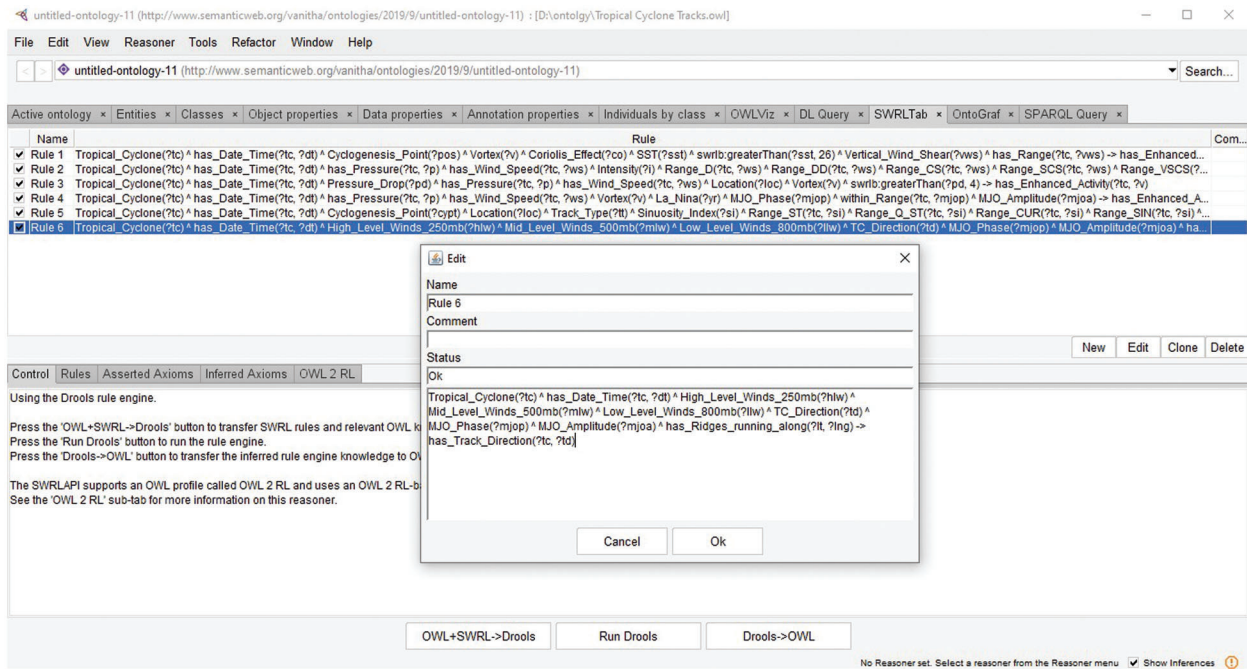 untitled-ontology-11 (http://www.semanticweb.org/vanitha/ontologies/2019/9/untitled-ontology-11) : [D:\ontolgy\Tropical Cyclone Tracks.owl]
File Edit View Reasoner Tools Refactor Window Help
< > untitled-ontology-11 (http://www.semanticweb.org/vanitha/ontologies/2019/9/untitled-ontology-11) Search...
Active ontology × Entities × Classes × Object properties × Data properties × Annotation properties × Individuals by class × OWLViz × DL Query × SWRLTab × OntoGraf × SPARQL Query ×
Name Rule Com...
Rule 1 Tropical_Cyclone(?tc) ^ has_Date_Time(?tc, ?dt) ^ Cyclogenesis_Point(?pos) ^ Vortex(?v) ^ Coriolis_Effect(?co) ^ SST(?sst) ^ swrlb:greaterThan(?sst, 26) ^ Vertical_Wind_Shear(?vws) ^ has_Range(?tc, ?vws) -> has_Enhanced...
Rule 2 Tropical_Cyclone(?tc) ^ has_Date_Time(?tc, ?dt) ^ has_Pressure(?tc, ?p) ^ has_Wind_Speed(?tc, ?ws) ^ Intensity(?i) ^ Range_D(?tc, ?ws) ^ Range_DD(?tc, ?ws) ^ Range_CS(?tc, ?ws) ^ Range_SCS(?tc, ?ws) ^ Range_VSCS(?...
Rule 3 Tropical_Cyclone(?tc) ^ has_Date_Time(?tc, ?dt) ^ Pressure_Drop(?pd) ^ has_Pressure(?tc, ?p) ^ has_Wind_Speed(?tc, ?ws) ^ Location(?loc) ^ Vortex(?v) ^ swrlb:greaterThan(?pd, 4) -> has_Enhanced_Activity(?tc, ?v)
Rule 4 Tropical_Cyclone(?tc) ^ has_Date_Time(?tc, ?dt) ^ has_Pressure(?tc, ?p) ^ has_Wind_Speed(?tc, ?ws) ^ Vortex(?v) ^ La_Nina(?yr) ^ MJO_Phase(?mjop) ^ within_Range(?tc, ?mjop) ^ MJO_Amplitude(?mjoa) -> has_Enhanced_A...
Rule 5 Tropical_Cyclone(?tc) ^ has_Date_Time(?tc, ?dt) ^ Cyclogenesis_Point(?cypt) ^ Location(?loc) ^ Track_Type(?tt) ^ Sinuosity_Index(?si) ^ Range_ST(?tc, ?si) ^ Range_Q_ST(?tc, ?si) ^ Range_CUR(?tc, ?si) ^ Range_SIN(?tc, ?si) ^...
Rule 6 Tropical_Cyclone(?tc) ^ has_Date_Time(?tc, ?dt) ^ High_Level_Winds_250mb(?hlw) ^ Mid_Level_Winds_500mb(?mlw) ^ Low_Level_Winds_800mb(?llw) ^ TC_Direction(?td) ^ MJO_Phase(?mjop) ^ MJO_Amplitude(?mjoa) ^ ha...
Edit ×
Name
Rule 6
Comment
Status
Ok
Tropical_Cyclone(?tc) ^ has_Date_Time(?tc, ?dt) ^ High_Level_Winds_250mb(?hlw) ^
Mid_Level_Winds_500mb(?mlw) ^ Low_Level_Winds_800mb(?llw) ^ TC_Direction(?td) ^
MJO_Phase(?mjop) ^ MJO_Amplitude(?mjoa) ^ has_Ridges_running_along(?lt, ?lng) ->
has_Track_Direction(?tc, ?td)
Cancel Ok
New Edit Clone Delete
Control Rules Asserted Axioms Inferred Axioms OWL 2 RL
Using the Drools rule engine.
Press the 'OWL+SWRL->Drools' button to transfer SWRL rules and relevant OWL k
Press the 'Run Drools' button to run the rule engine.
Press the 'Drools->OWL' button to transfer the inferred rule engine knowledge to O
The SWRLAPI supports an OWL profile called OWL 2 RL and uses an OWL 2 RL-b
See the 'OWL 2 RL' sub-tab for more information on this reasoner.
OWL+SWRL->Drools Run Drools Drools->OWL
No Reasoner set. Select a reasoner from the Reasoner menu Show Inferences